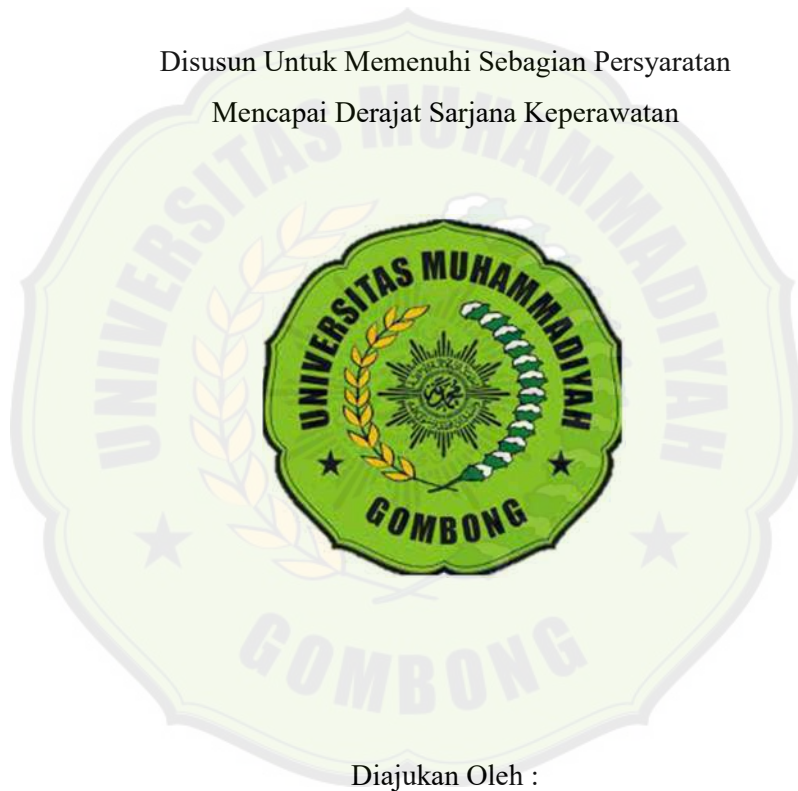 Disusun Untuk Memenuhi Sebagian Persyaratan
Mencapai Derajat Sarjana Keperawatan
UNIVERSITAS MUHAMMADIYAH
GOMBONG
Diajukan Oleh :